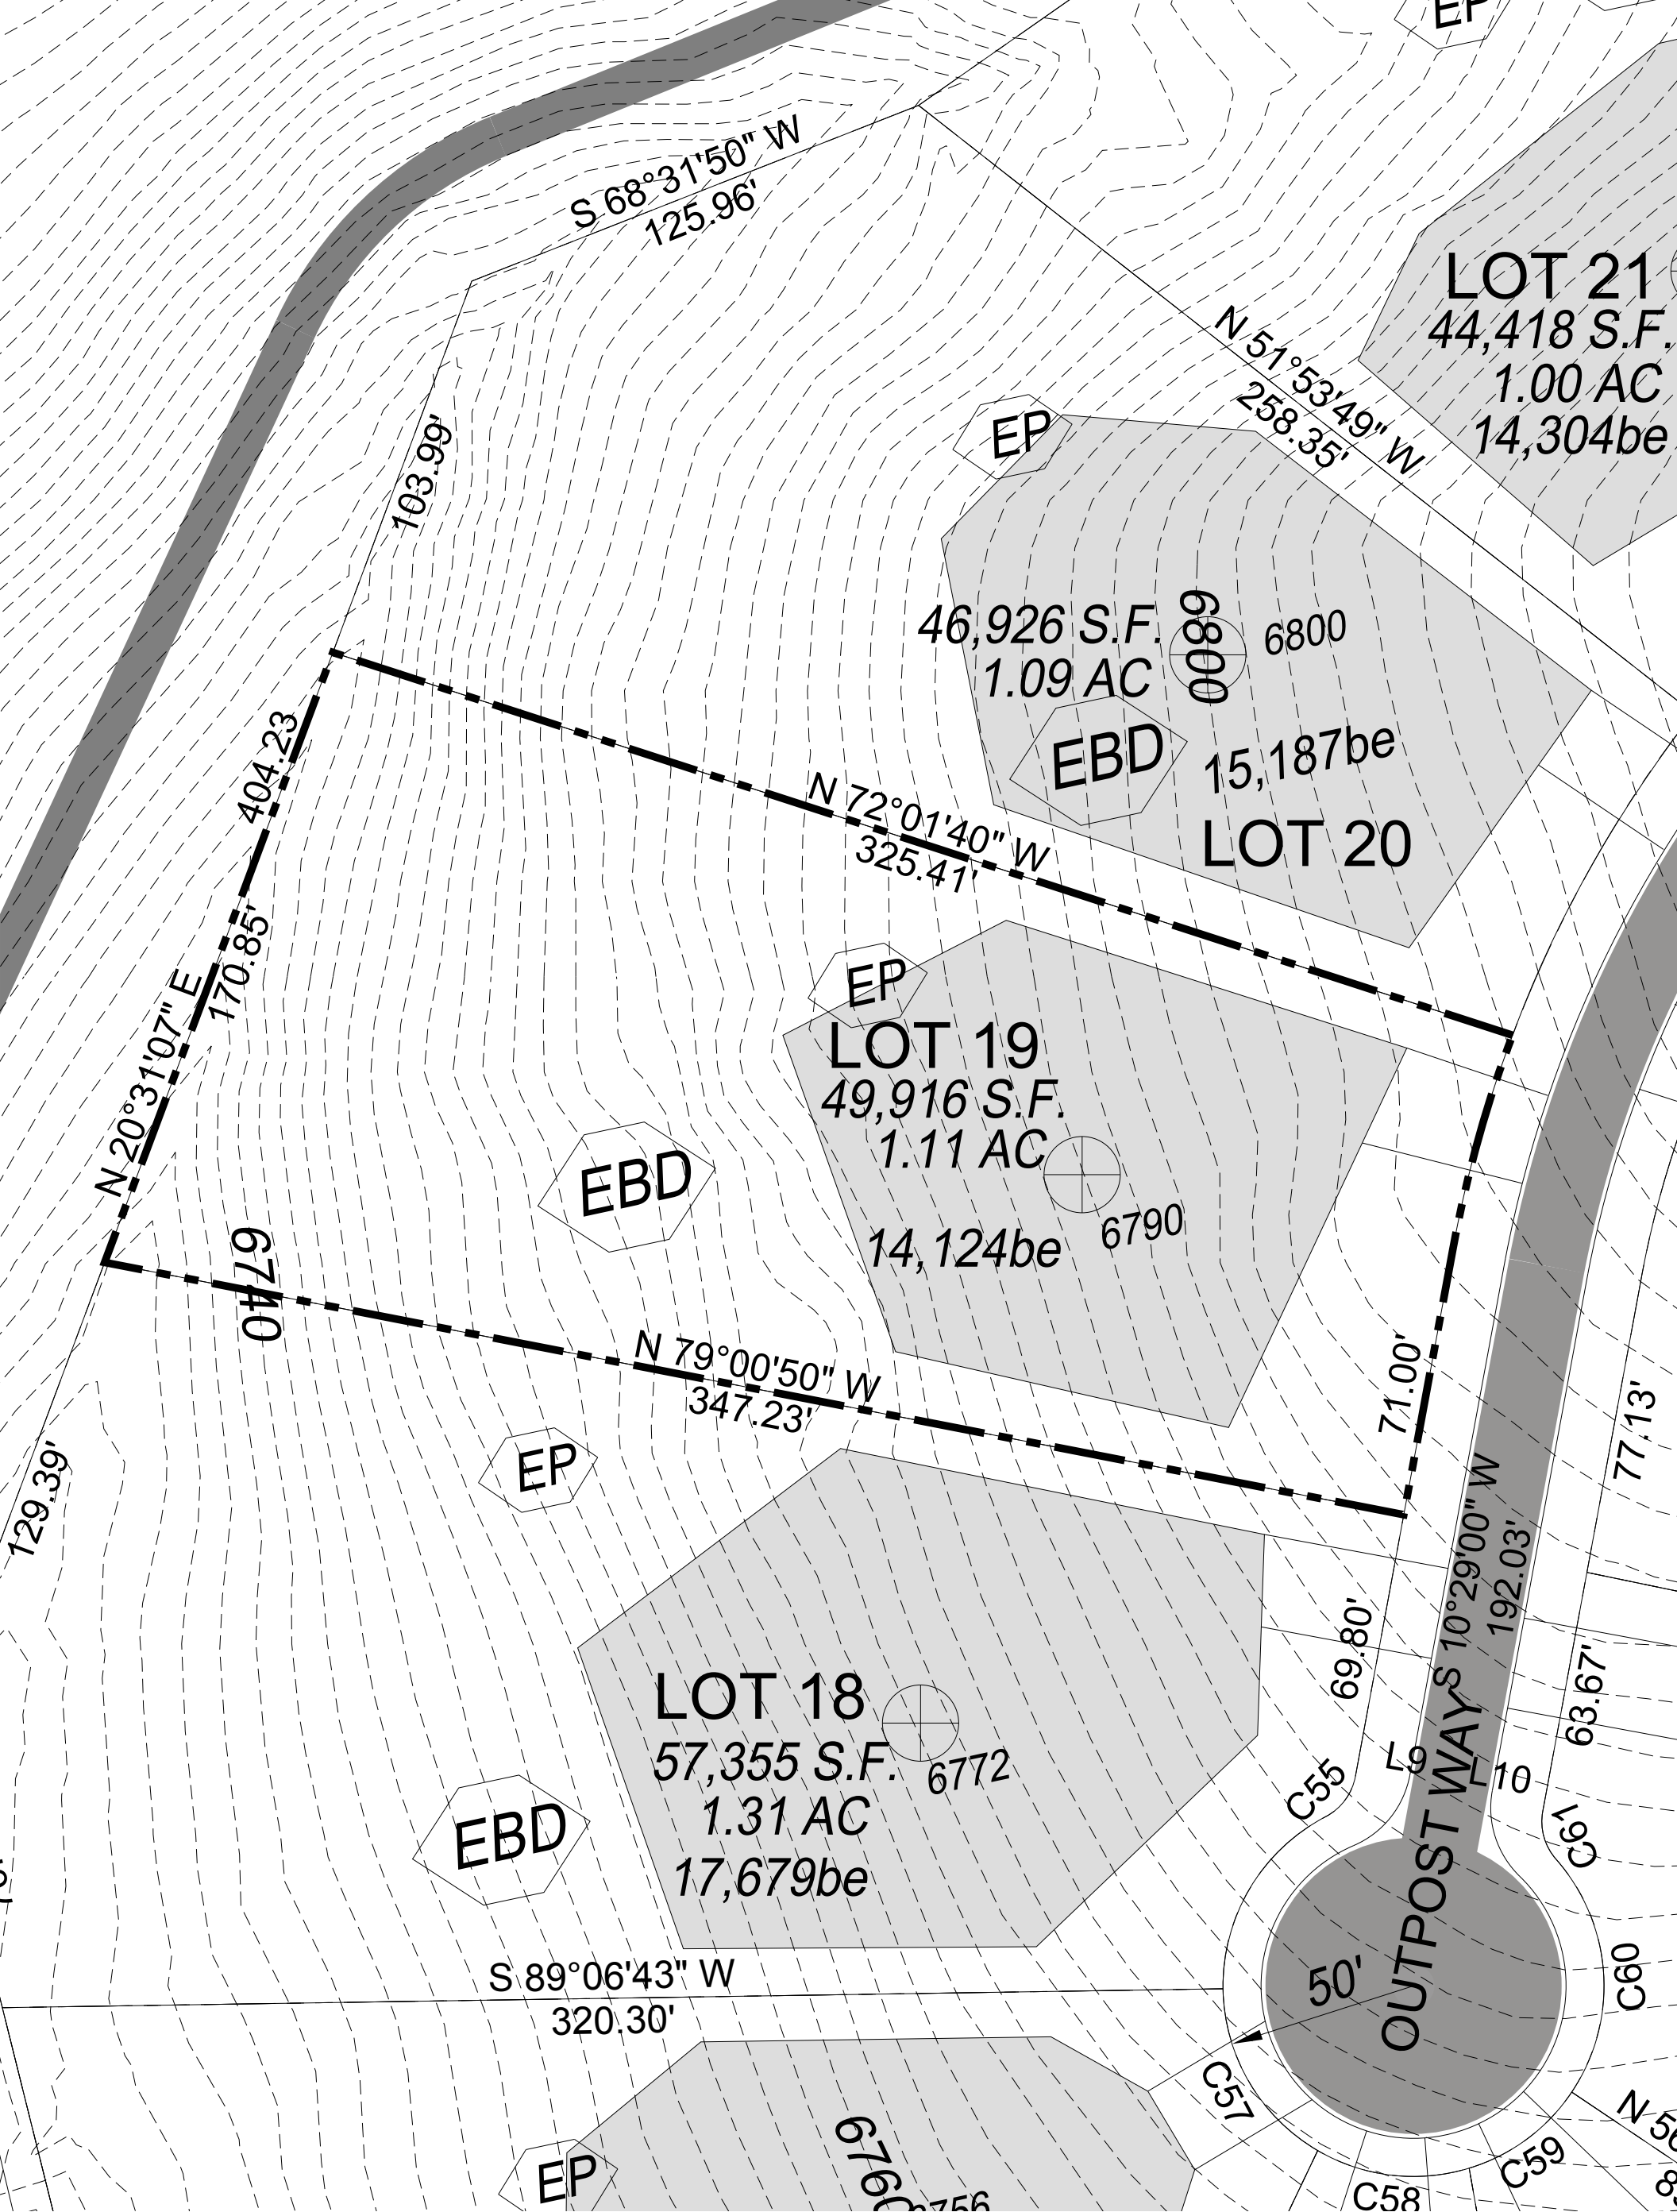 EP
S 68°31'50" W
125.96'
LOT 21
44,418 S.F.
1.00 AC
14,304be
N 51°53'49" W
258.35'
EP
103.99'
46,926 S.F.
1.09 AC
6800
6800
EBD
15,187be
LOT 20
404.23
N 72°01'40" W
325.41'
170.85'
N 20°31'07" E
EP
LOT 19
49,916 S.F.
1.11 AC
14,124be
6790
EBD
6740
N 79°00'50" W
347.23'
71.00'
77.13'
129.39'
EP
S 10°29'00" W
192.03'
69.80'
63.67'
LOT 18
57,355 S.F.
1.31 AC
17,679be
6772
EBD
L9
L10
C55
C61
OUTPOST WAY
S 89°06'43" W
320.30'
50'
C60
C57
C59
C58
N 56
EP
6760
6756